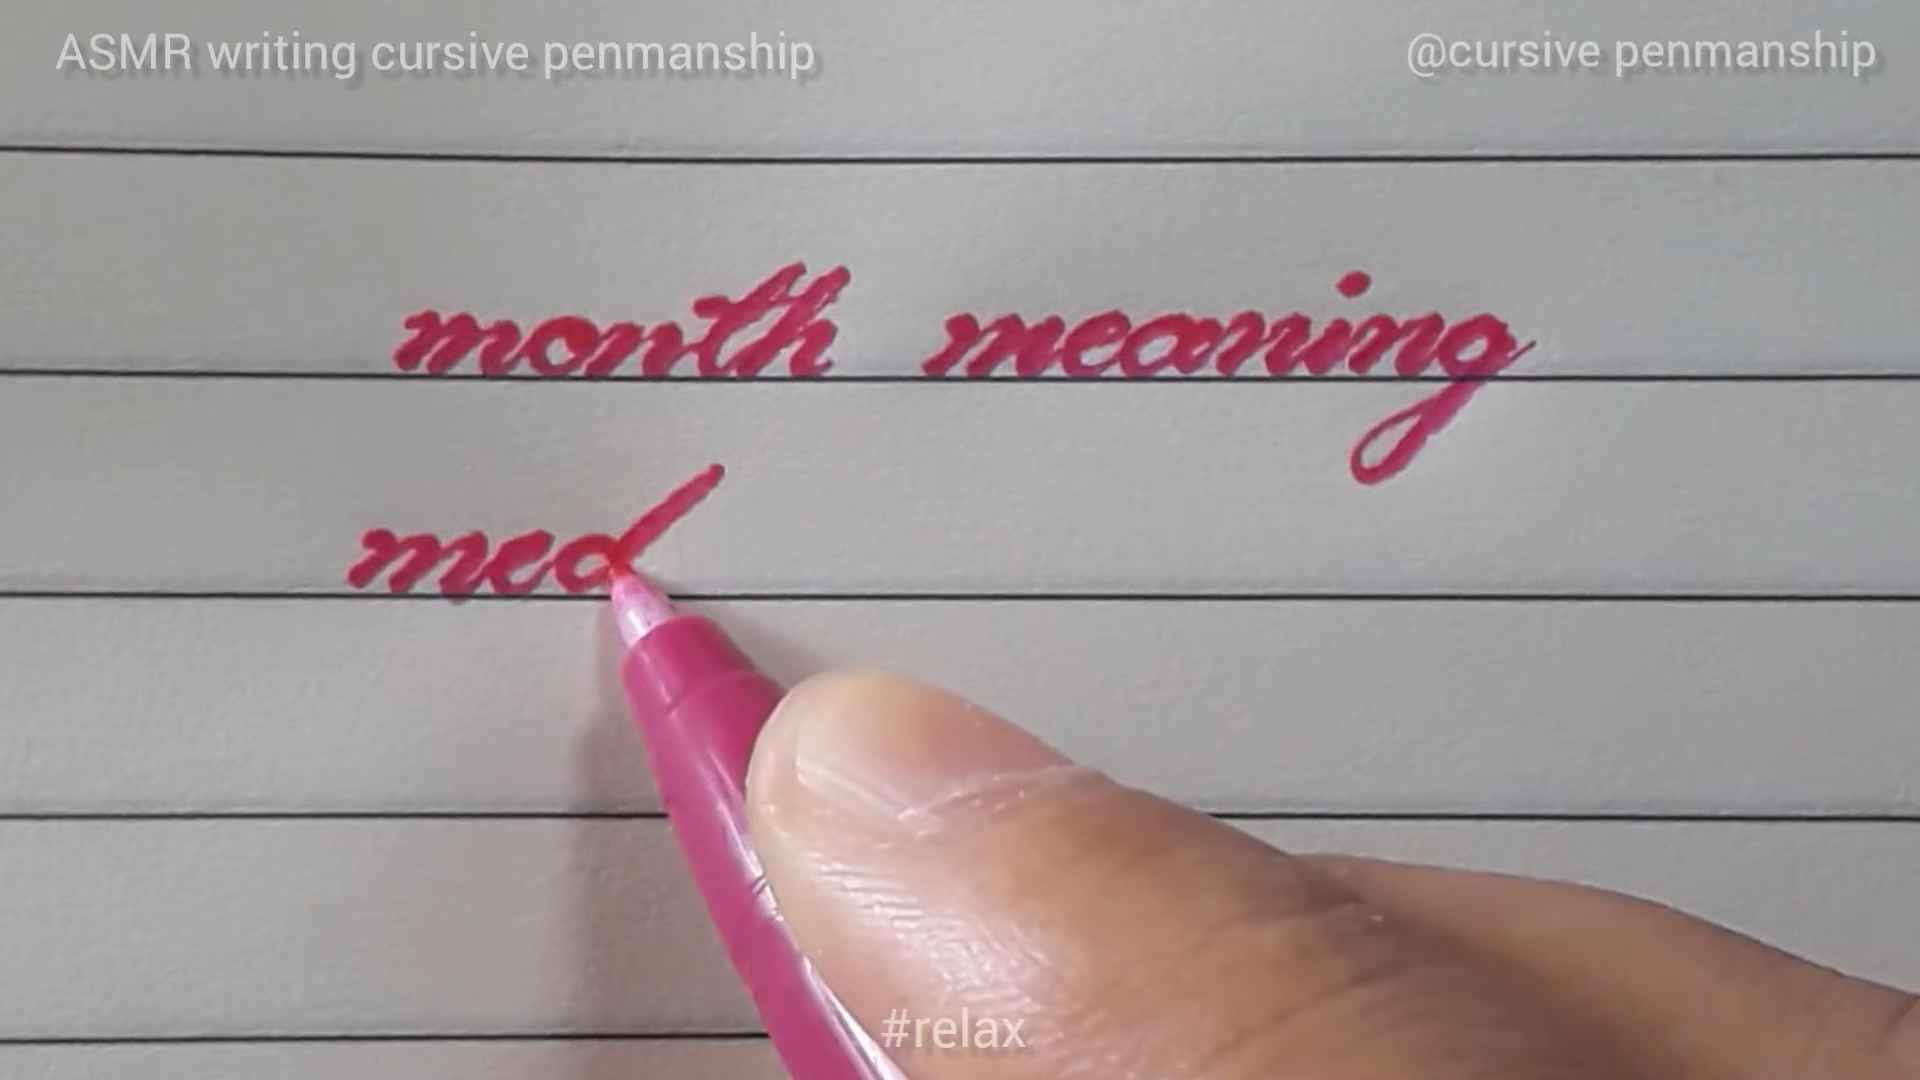 ASMR writing cursive penmanship
@cursive penmanship
month meaning
med
#relax